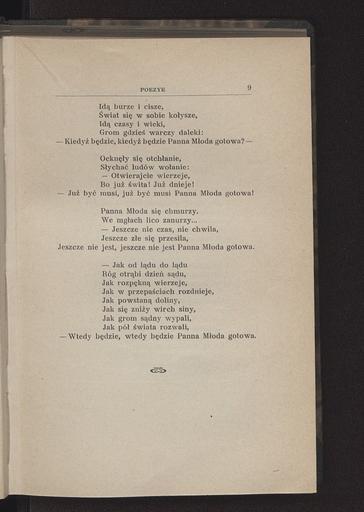 POEZYE 9
Idą burze i cisze,
Świat się w sobie kołysze,
Idą czasy i wieki,
Grom gdzieś warczy daleki:
— Kiedyż będzie, kiedyż będzie Panna Młoda gotowa? —
Ocknęły się otchłanie,
Słychać ludów wołanie:
— Otwierajcie wierzeje,
Bo już świta! Już dnieje!
— Już być musi, już być musi Panna Młoda gotowa!
Panna Młoda się chmurzy,
We mgłach lico zanurzy...
— Jeszcze nie czas, nie chwila,
Jeszcze źle się przesila,
Jeszcze nie jest, jeszcze nie jest Panna Młoda gotowa.
— Jak od lądu do lądu
Róg otrąbi dzień sądu,
Jak rozpękną wierzeje,
Jak w przepaściach rozdnieje,
Jak powstaną doliny,
Jak się zniży wirch siny,
Jak grom sądny wypali,
Jak pół świata rozwali,
— Wtedy będzie, wtedy będzie Panna Młoda gotowa.